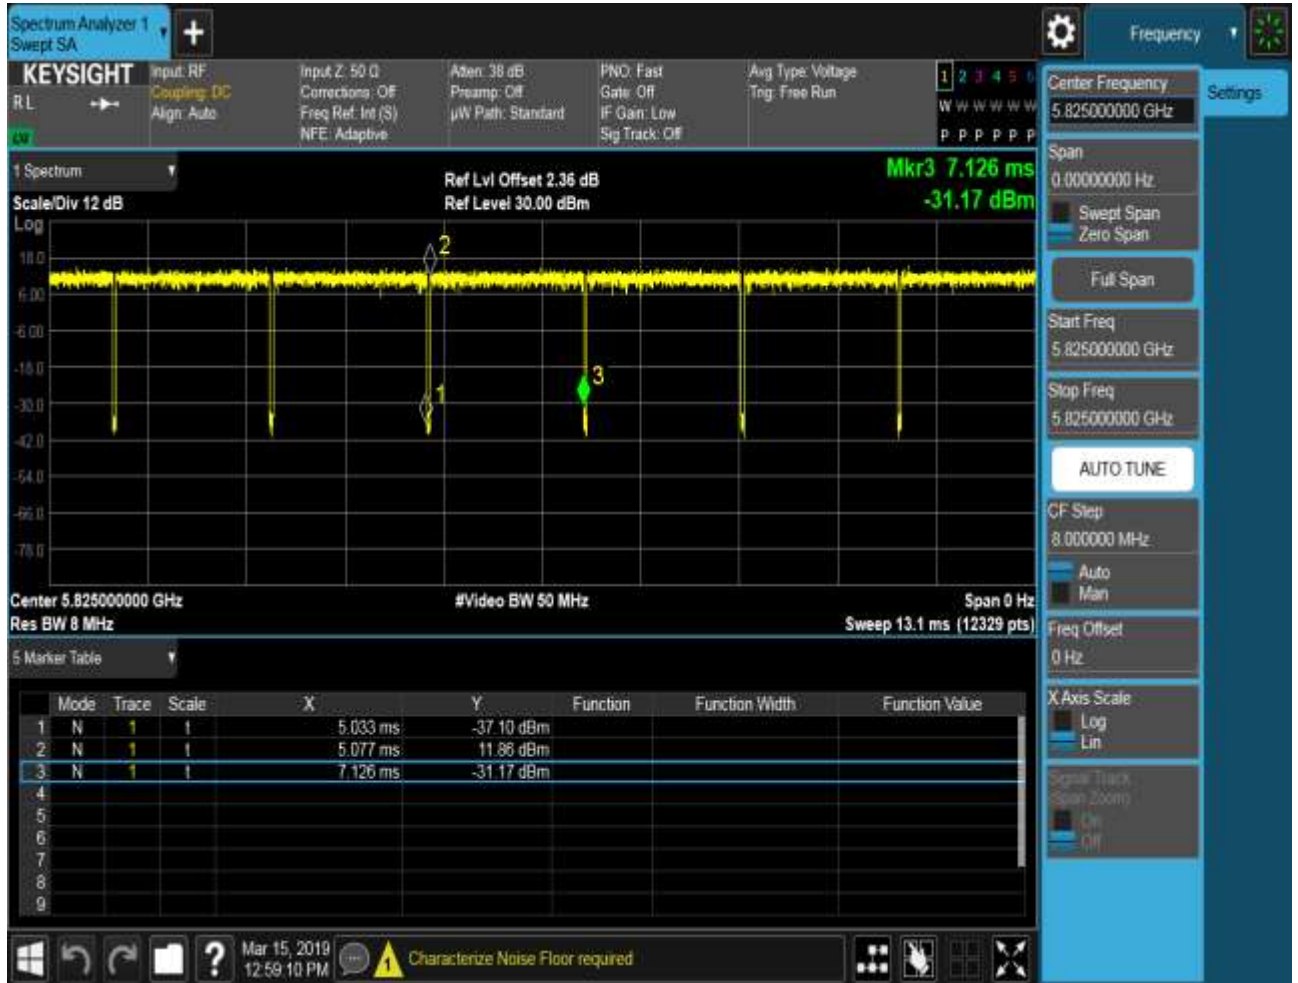 Spectrum Analyzer 1
Swept SA
+
Frequency
KEYSIGHT
RL
Input: RF
Coupling: DC
Align: Auto
Input Z: 50 Ω
Corrections: Off
Freq Ref: Int (S)
NFE: Adaptive
Atten: 38 dB
Preamp: Off
µW Path: Standard
PNO: Fast
Gate: Off
IF Gain: Low
Sig Track: Off
Avg Type: Voltage
Trig: Free Run
1 2 3 4 5 6
W W W W W W
P P P P P P
Center Frequency
5.825000000 GHz
Settings
Span
0.00000000 Hz
Swept Span
Zero Span
Full Span
Start Freq
5.825000000 GHz
Stop Freq
5.825000000 GHz
AUTO TUNE
CF Step
8.000000 MHz
Auto
Man
Freq Offset
0 Hz
X Axis Scale
Log
Lin
Signal Track
(Span Zoom)
On
Off
1 Spectrum
Scale/Div 12 dB
Ref Lvl Offset 2.36 dB
Ref Level 30.00 dBm
Mkr3 7.126 ms
-31.17 dBm
Log
18.0
6.00
-6.00
-18.0
-30.0
-42.0
-54.0
-66.0
-78.0
2
1
3
Center 5.825000000 GHz
#Video BW 50 MHz
Span 0 Hz
Res BW 8 MHz
Sweep 13.1 ms (12329 pts)
5 Marker Table
Mode Trace Scale X Y Function Function Width Function Value
1 N 1 t 5.033 ms -37.10 dBm
2 N 1 t 5.077 ms 11.86 dBm
3 N 1 t 7.126 ms -31.17 dBm
4
5
6
7
8
9
?
Mar 15, 2019
12:59:10 PM
1
Characterize Noise Floor required